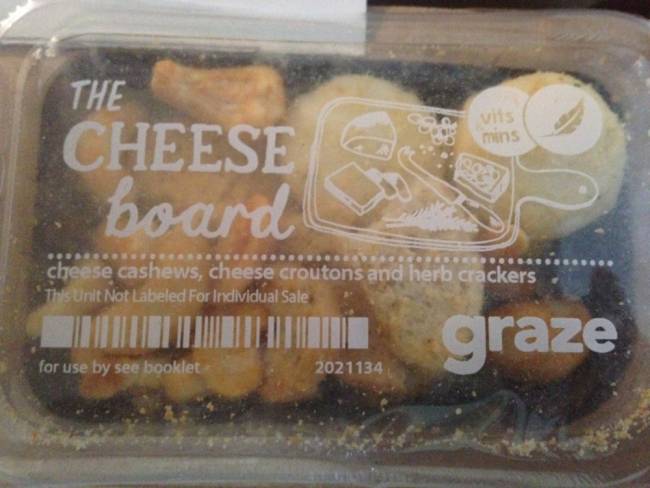 THE
CHEESE
board
vits
mins
cheese cashews, cheese croutons and herb crackers
This Unit Not Labeled For Individual Sale
for use by see booklet
2021134
graze